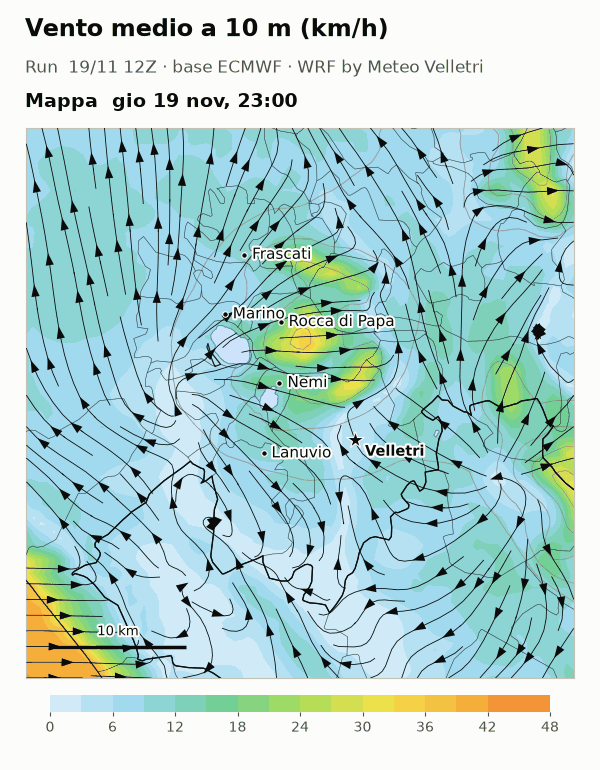 Vento medio a 10 m (km/h)
Run  19/11 12Z · base ECMWF · WRF by Meteo Velletri
Mappa  gio 19 nov, 23:00
Frascati
Marino
Rocca di Papa
Nemi
Velletri
Lanuvio
10 km
0 6 12 18 24 30 36 42 48